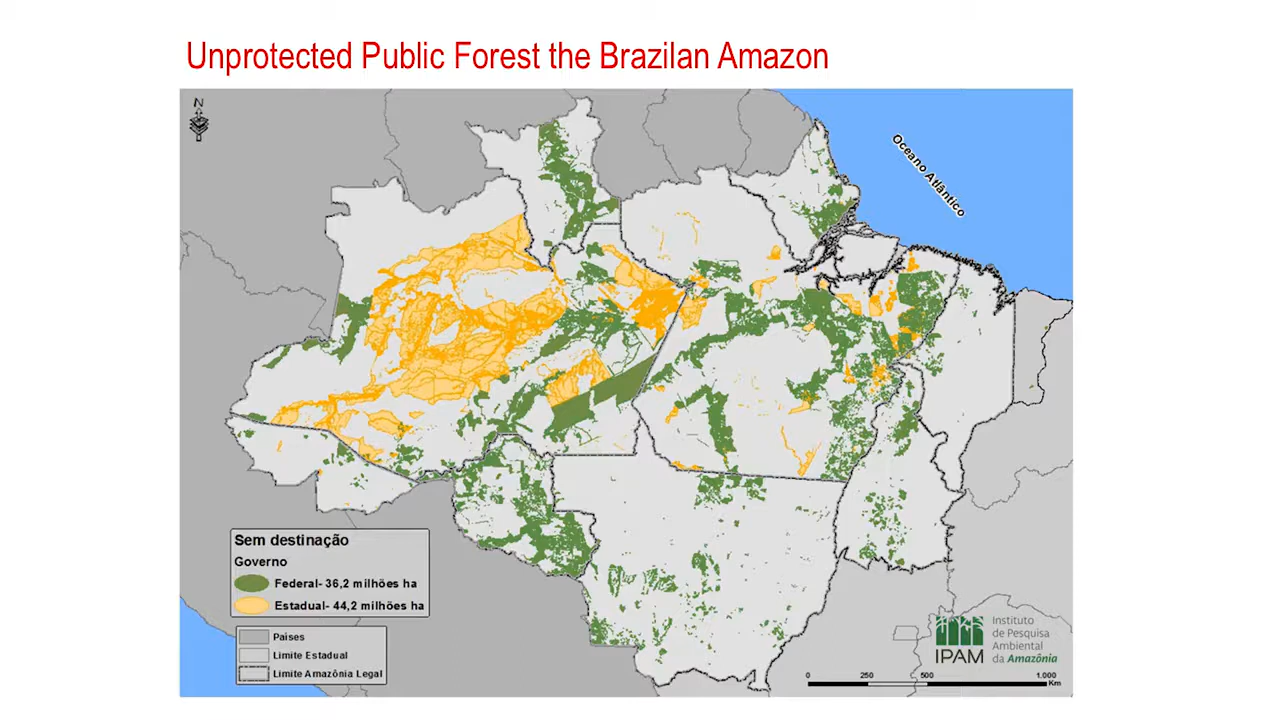 Unprotected Public Forest the Brazilan Amazon
N
Oceano Atlântico
Sem destinação
Governo
Federal- 36,2 milhões ha
Estadual- 44,2 milhões ha
Países
Limite Estadual
Limite Amazônia Legal
IPAM
Instituto
de Pesquisa
Ambiental
da Amazônia
0 250 500 1.000
Km